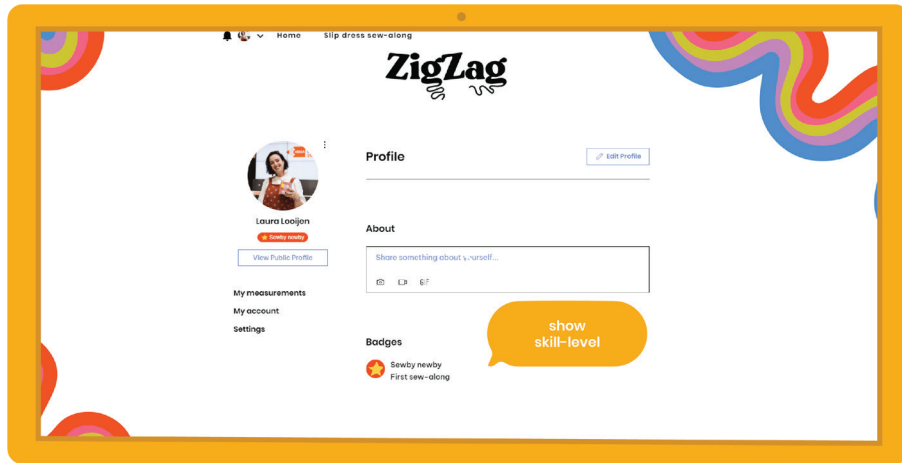 Home Slip dress sew-along
ZigZag
Profile
Edit Profile
Laura Looijen
Sewby newby
View Public Profile
My measurements
My account
Settings
About
Share something about yourself...
GIF
Badges
Sewby newby
First sew-along
show
skill-level